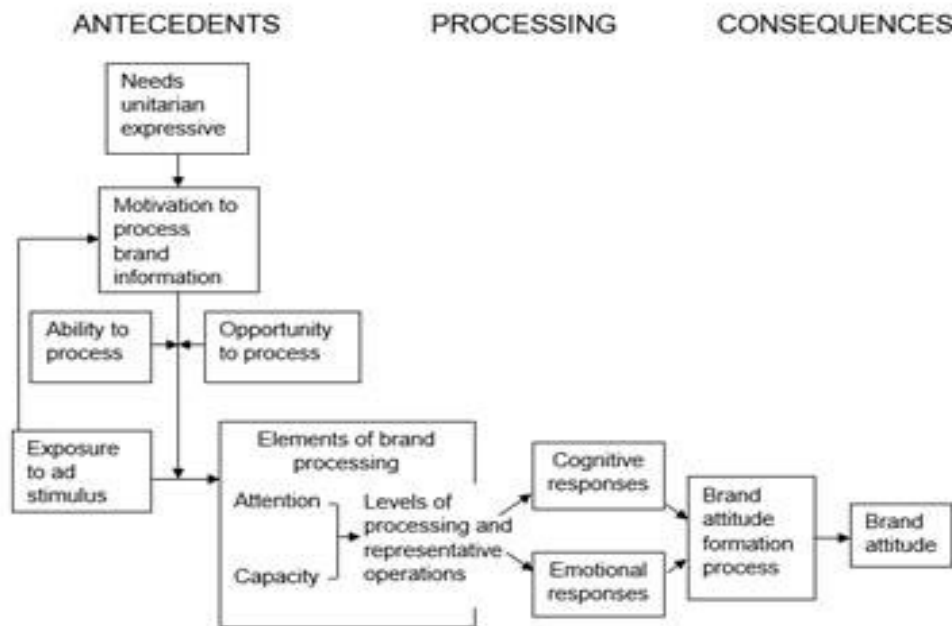 ANTECEDENTS PROCESSING CONSEQUENCES
Needs
unitarian
expressive
Motivation to
process
brand
information
Ability to
process
Opportunity
to process
Exposure
to ad
stimulus
Elements of brand
processing
Attention
Capacity
Levels of
processing and
representative
operations
Cognitive
responses
Emotional
responses
Brand
attitude
formation
process
Brand
attitude